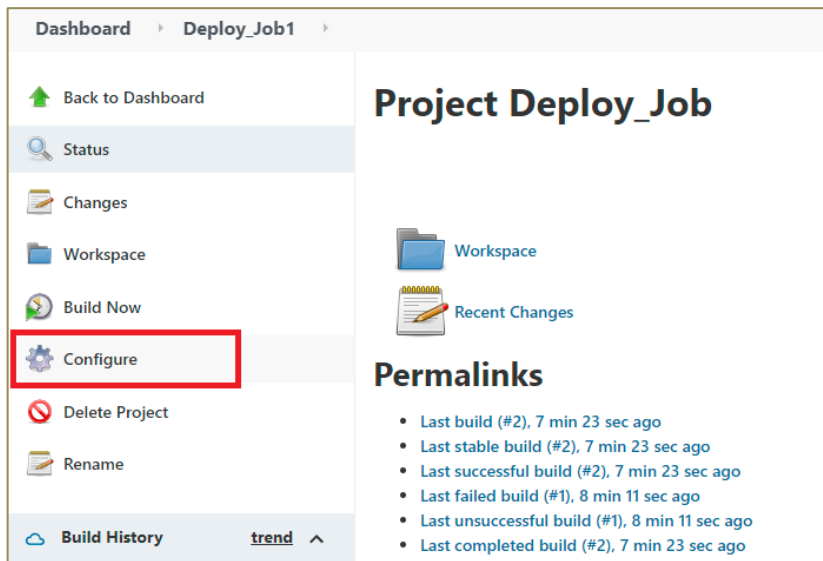 Dashboard Deploy_Job1
Back to Dashboard
Status
Changes
Workspace
Build Now
Configure
Delete Project
Rename
Build History trend
Project Deploy_Job
Workspace
Recent Changes
Permalinks
Last build (#2), 7 min 23 sec ago
Last stable build (#2), 7 min 23 sec ago
Last successful build (#2), 7 min 23 sec ago
Last failed build (#1), 8 min 11 sec ago
Last unsuccessful build (#1), 8 min 11 sec ago
Last completed build (#2), 7 min 23 sec ago